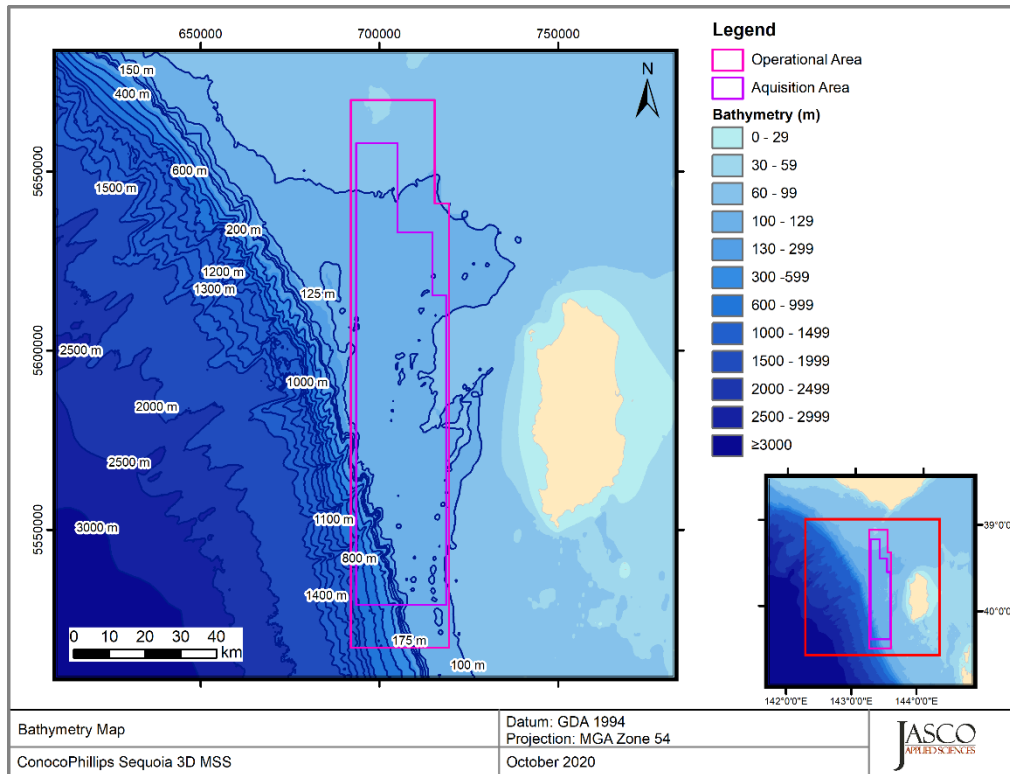 650000
700000
750000
5650000
5600000
5550000
150 m
400 m
600 m
1500 m
200 m
1200 m
1300 m
125 m
2500 m
1000 m
2000 m
2500 m
1100 m
3000 m
800 m
1400 m
175 m
100 m
N
0 10 20 30 40
km
Legend
Operational Area
Aquisition Area
Bathymetry (m)
0 - 29
30 - 59
60 - 99
100 - 129
130 - 299
300 -599
600 - 999
1000 - 1499
1500 - 1999
2000 - 2499
2500 - 2999
≥3000
39°0'0
40°0'0
142°0'0"E
143°0'0"E
144°0'0"E
Bathymetry Map
Datum: GDA 1994
Projection: MGA Zone 54
ConocoPhillips Sequoia 3D MSS
October 2020
JASCO
APPLIED SCIENCES